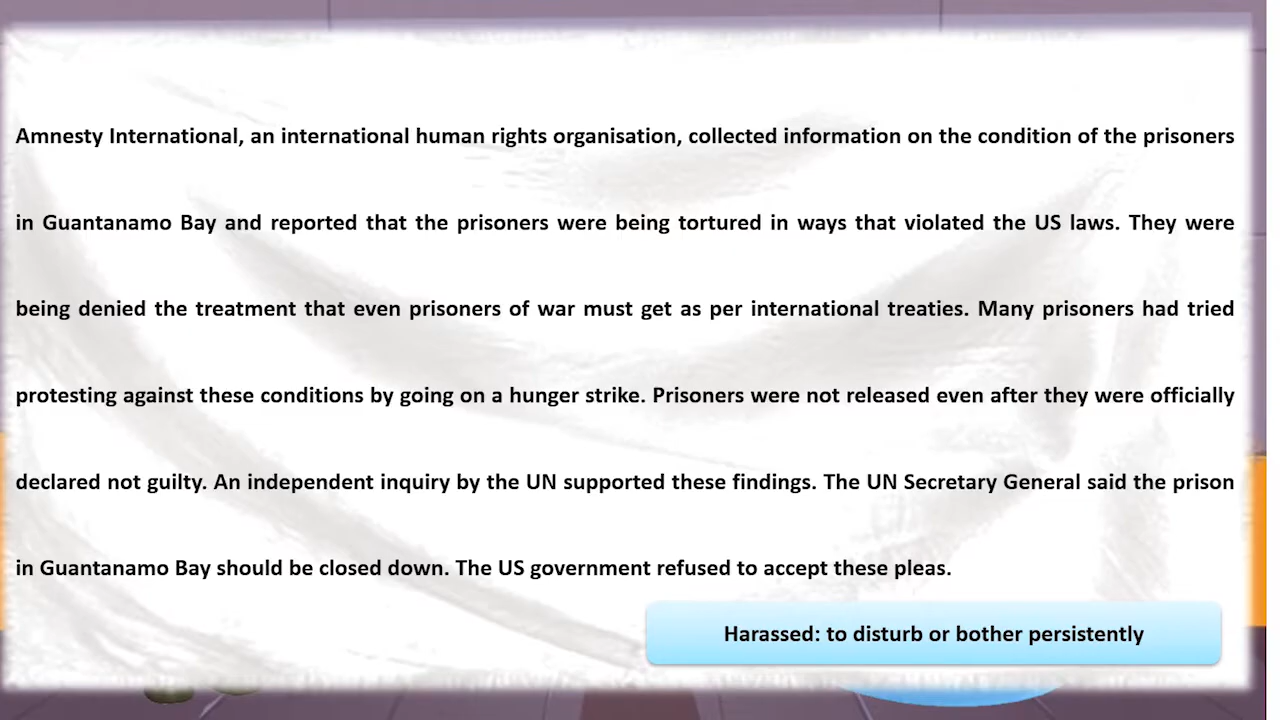 Amnesty International, an international human rights organisation, collected information on the condition of the prisoners
in Guantanamo Bay and reported that the prisoners were being tortured in ways that violated the US laws. They were
being denied the treatment that even prisoners of war must get as per international treaties. Many prisoners had tried
protesting against these conditions by going on a hunger strike. Prisoners were not released even after they were officially
declared not guilty. An independent inquiry by the UN supported these findings. The UN Secretary General said the prison
in Guantanamo Bay should be closed down. The US government refused to accept these pleas.
Harassed: to disturb or bother persistently